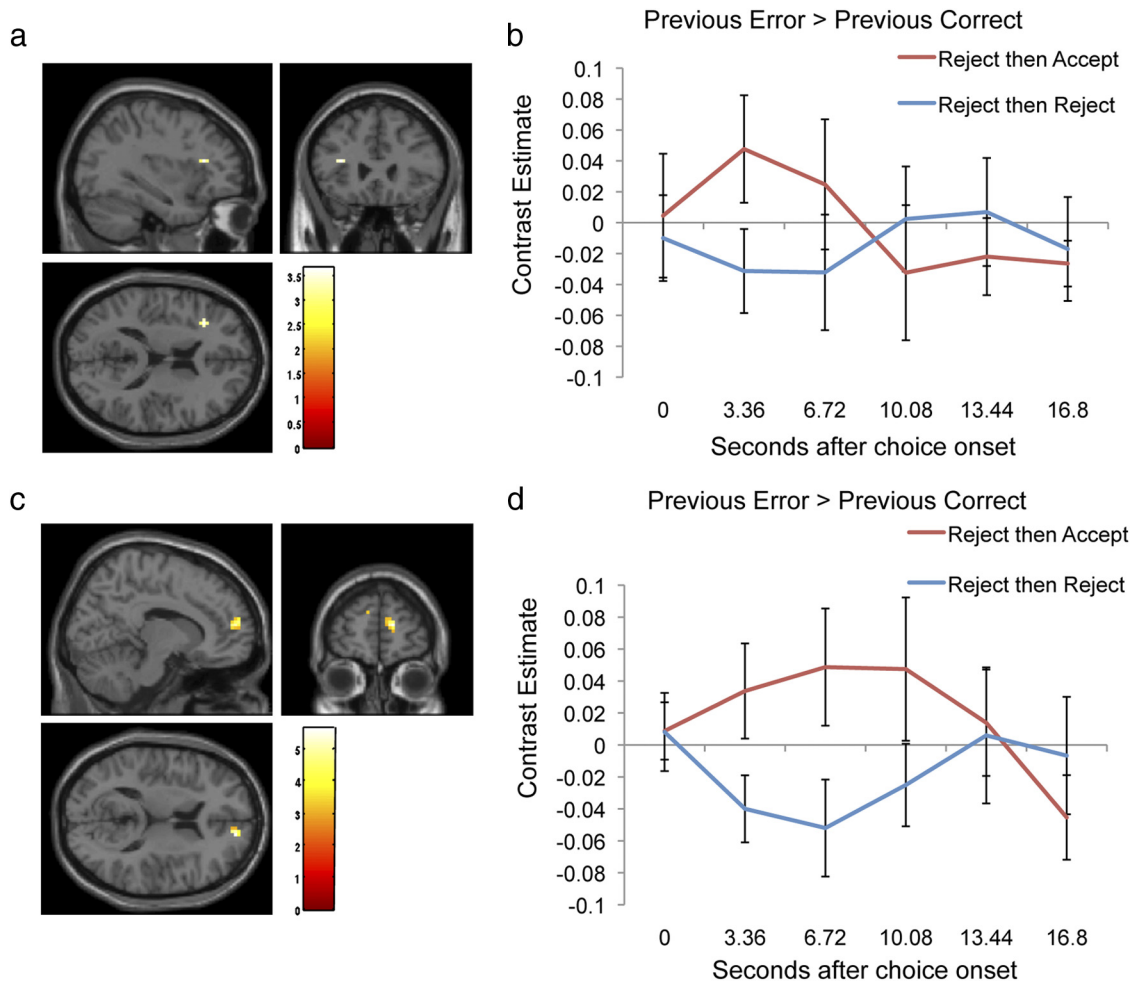 a
3.5
3
2.5
2
1.5
1
0.5
0
b
Previous Error > Previous Correct
Reject then Accept
Reject then Reject
Contrast Estimate
0.1
0.08
0.06
0.04
0.02
0
-0.02
-0.04
-0.06
-0.08
-0.1
0 3.36 6.72 10.08 13.44 16.8
Seconds after choice onset
c
5
4
3
2
1
0
d
Previous Error > Previous Correct
Reject then Accept
Reject then Reject
Contrast Estimate
0.1
0.08
0.06
0.04
0.02
0
-0.02
-0.04
-0.06
-0.08
-0.1
0 3.36 6.72 10.08 13.44 16.8
Seconds after choice onset